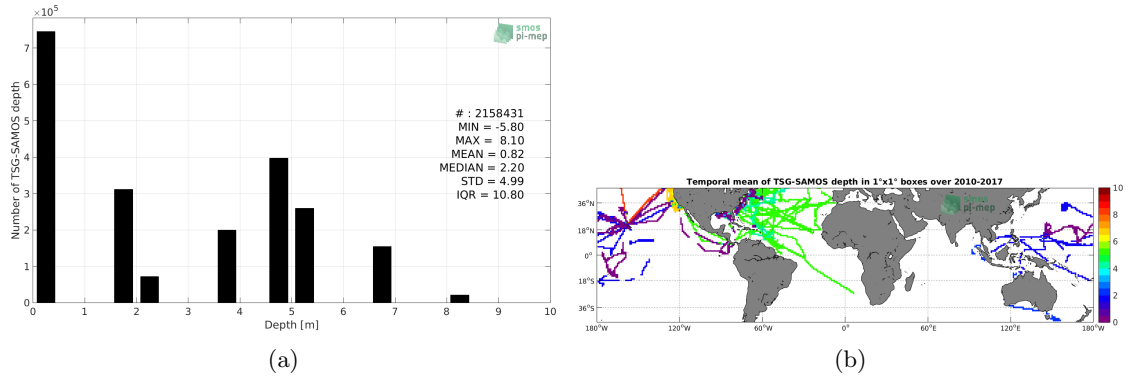 ×10^5
7
6
5
4
3
2
1
0
Number of TSG-SAMOS depth
smos
pi-mep
# : 2158431
MIN = -5.80
MAX = 8.10
MEAN = 0.82
MEDIAN = 2.20
STD = 4.99
IQR = 10.80
0 1 2 3 4 5 6 7 8 9 10
Depth [m]
(a)
Temporal mean of TSG-SAMOS depth in 1°x1° boxes over 2010-2017
smos
pi-mep
36°N
18°N
0°
18°S
36°S
180°W 120°W 60°W 0° 60°E 120°E 180°E
10
8
6
4
2
0
(b)